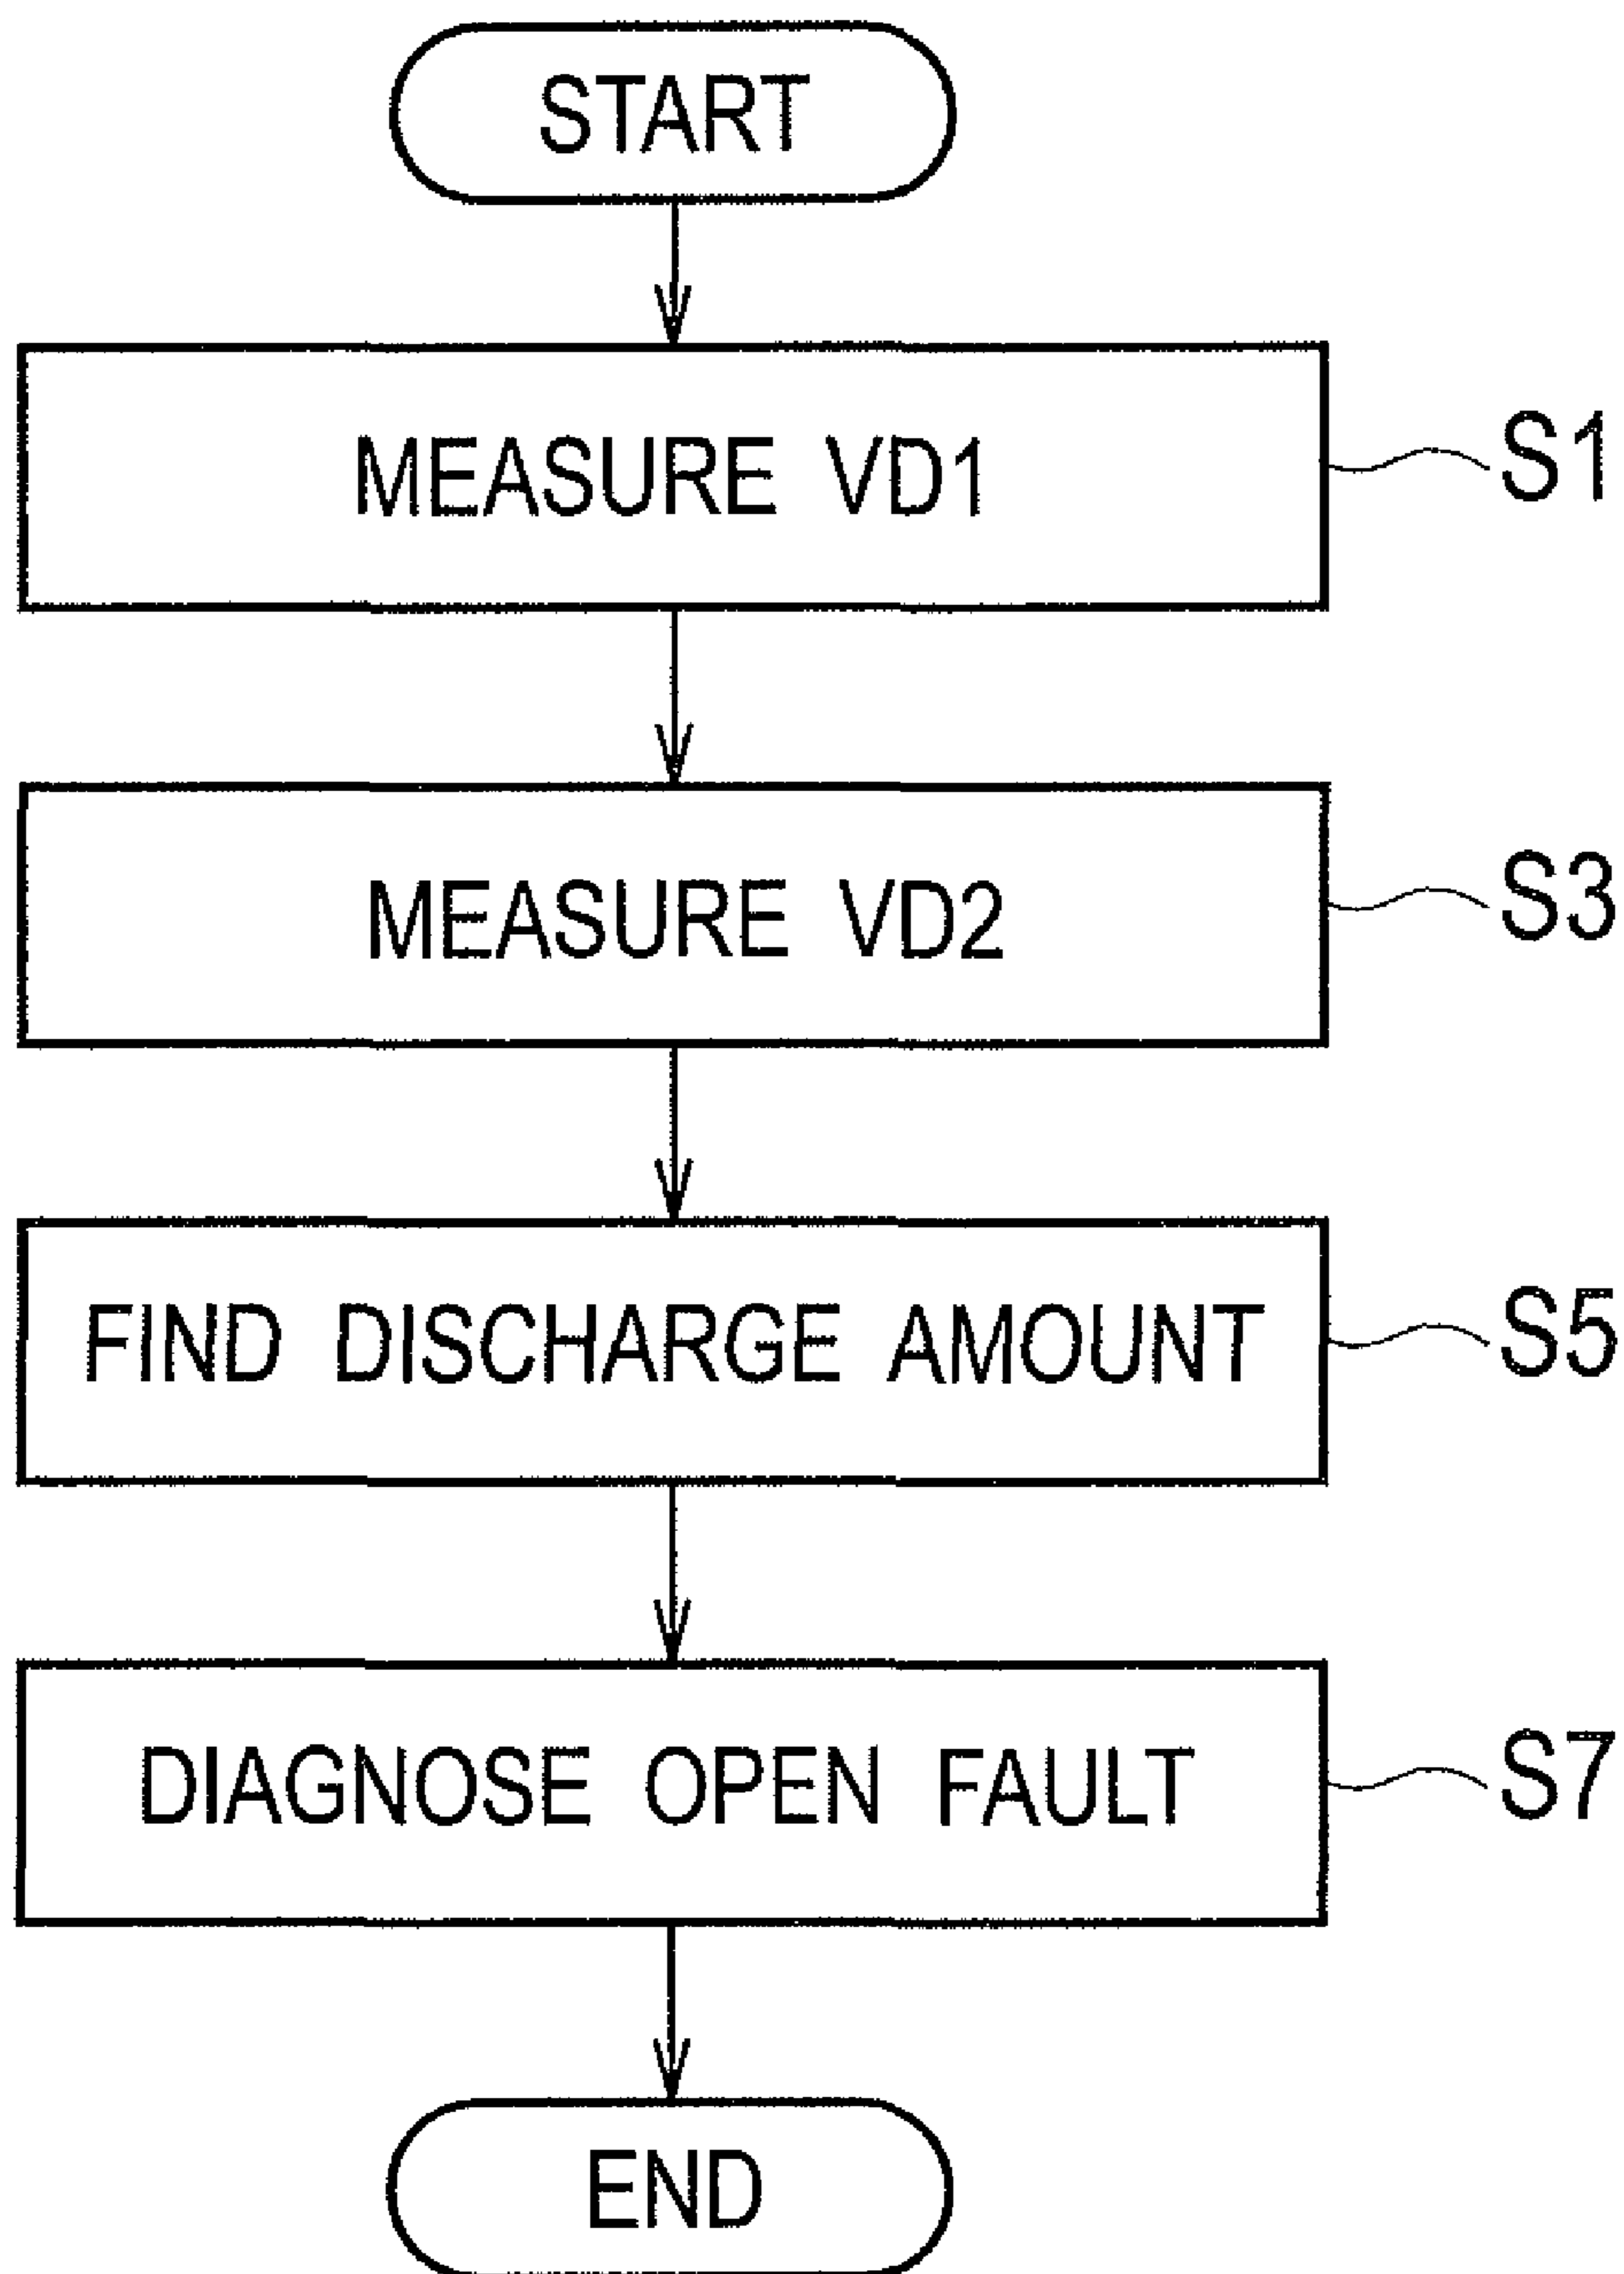 START
MEASURE VD1
S1
MEASURE VD2
S3
FIND DISCHARGE AMOUNT
S5
DIAGNOSE OPEN FAULT
S7
END